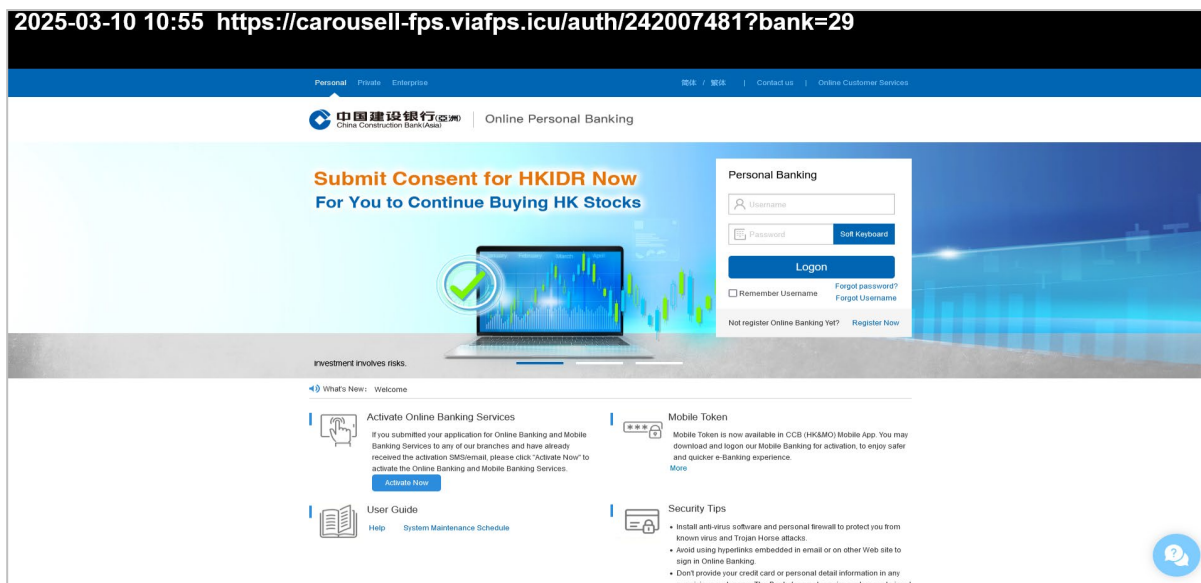 2025-03-10 10:55 https://carousell-fps.viafps.icu/auth/242007481?bank=29
Personal Private Enterprise 简体 / 繁体 | Contact us | Online Customer Services
中国建设银行(亞洲)
China Construction Bank(Asia)
Online Personal Banking
Submit Consent for HKIDR Now
For You to Continue Buying HK Stocks
Investment involves risks.
Personal Banking
Username
Password Soft Keyboard
Logon
Remember Username
Forgot password?
Forgot Username
Not register Online Banking Yet? Register Now
What's New: Welcome
Activate Online Banking Services
If you submitted your application for Online Banking and Mobile
Banking Services to any of our branches and have already
received the activation SMS/email, please click "Activate Now" to
activate the Online Banking and Mobile Banking Services.
Activate Now
Mobile Token
Mobile Token is now available in CCB (HK&MO) Mobile App. You may
download and logon our Mobile Banking for activation, to enjoy safer
and quicker e-Banking experience.
More
User Guide
Help System Maintenance Schedule
Security Tips
• Install anti-virus software and personal firewall to protect you from
known virus and Trojan Horse attacks.
• Avoid using hyperlinks embedded in email or on other Web site to
sign in Online Banking.
• Don't provide your credit card or personal detail information in any